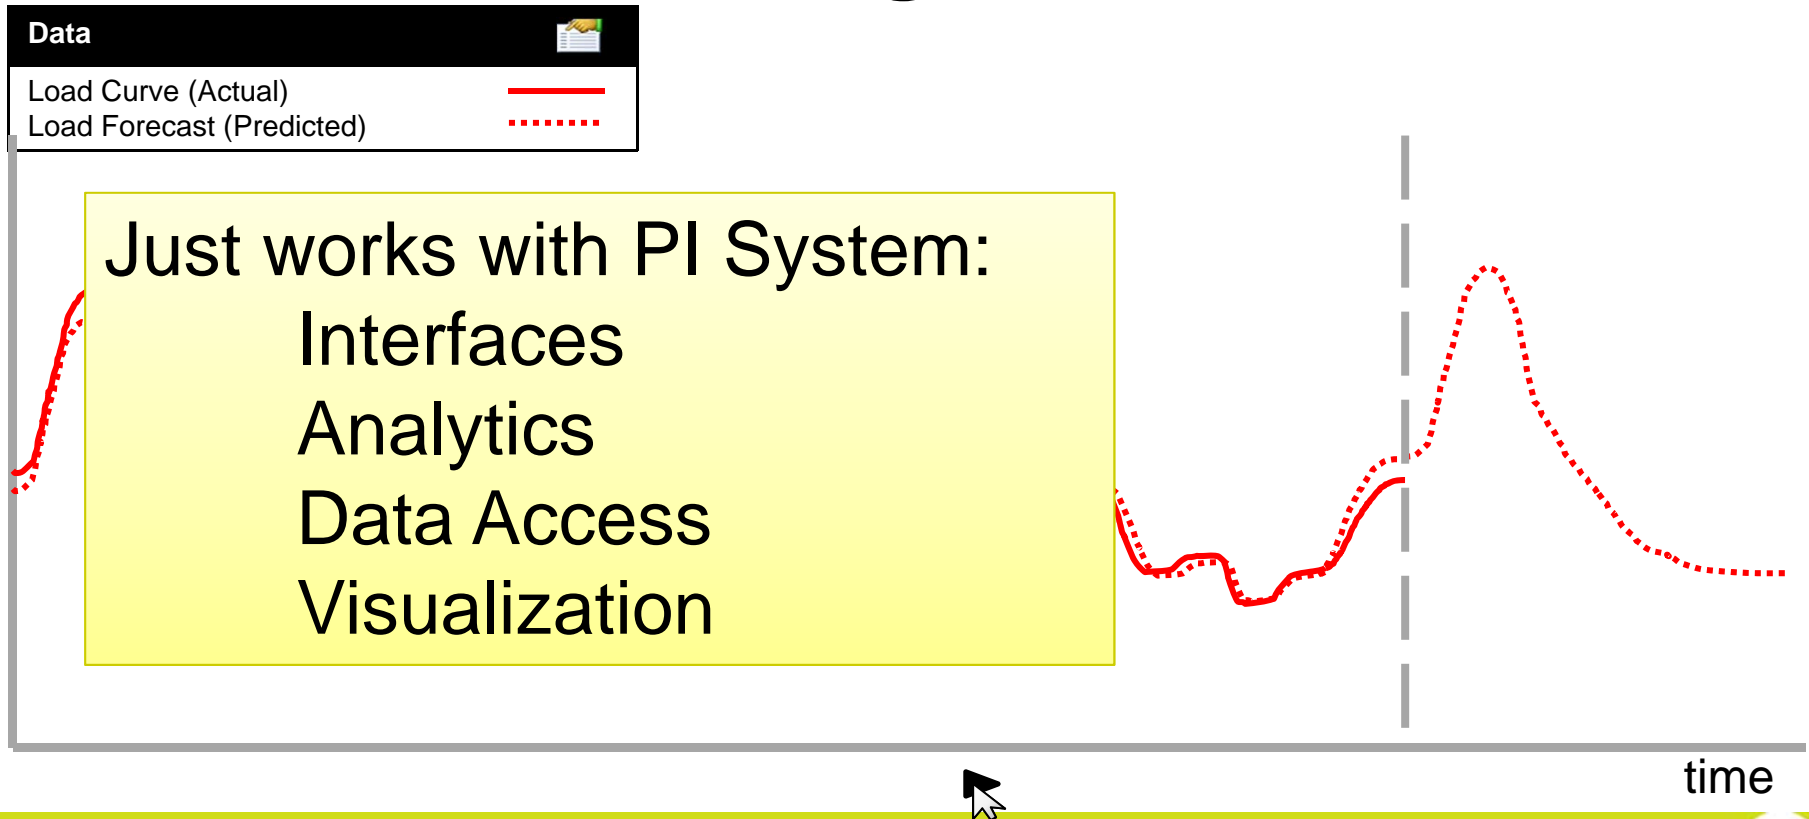 Data
Load Curve (Actual)
Load Forecast (Predicted)
Just works with PI System:
Interfaces
Analytics
Data Access
Visualization
time